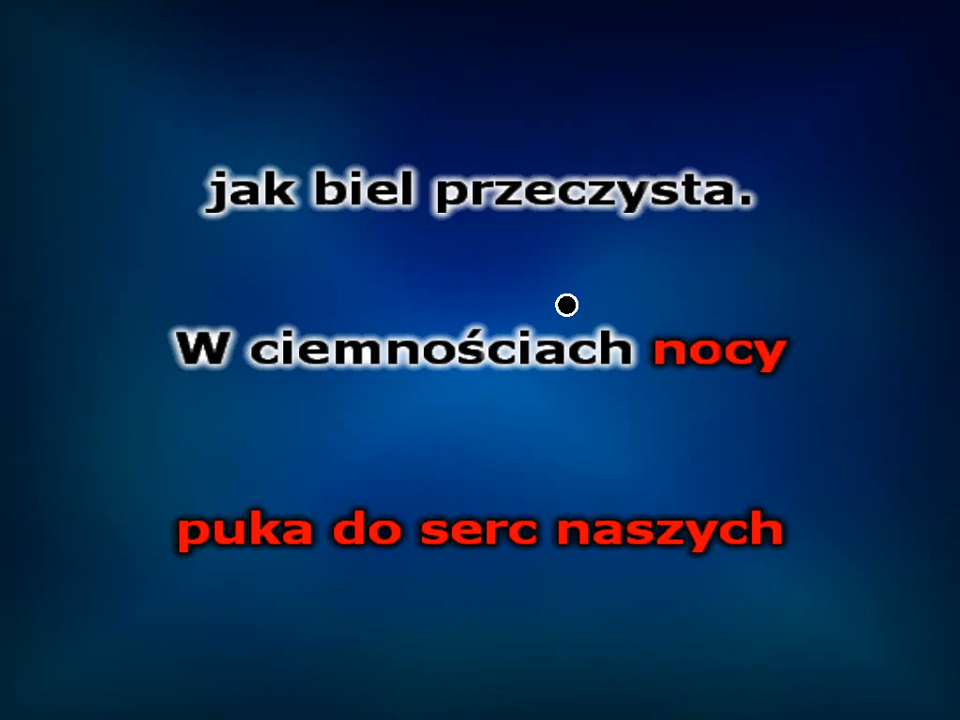 jak biel przeczysta.
W ciemnościach nocy
puka do serc naszych